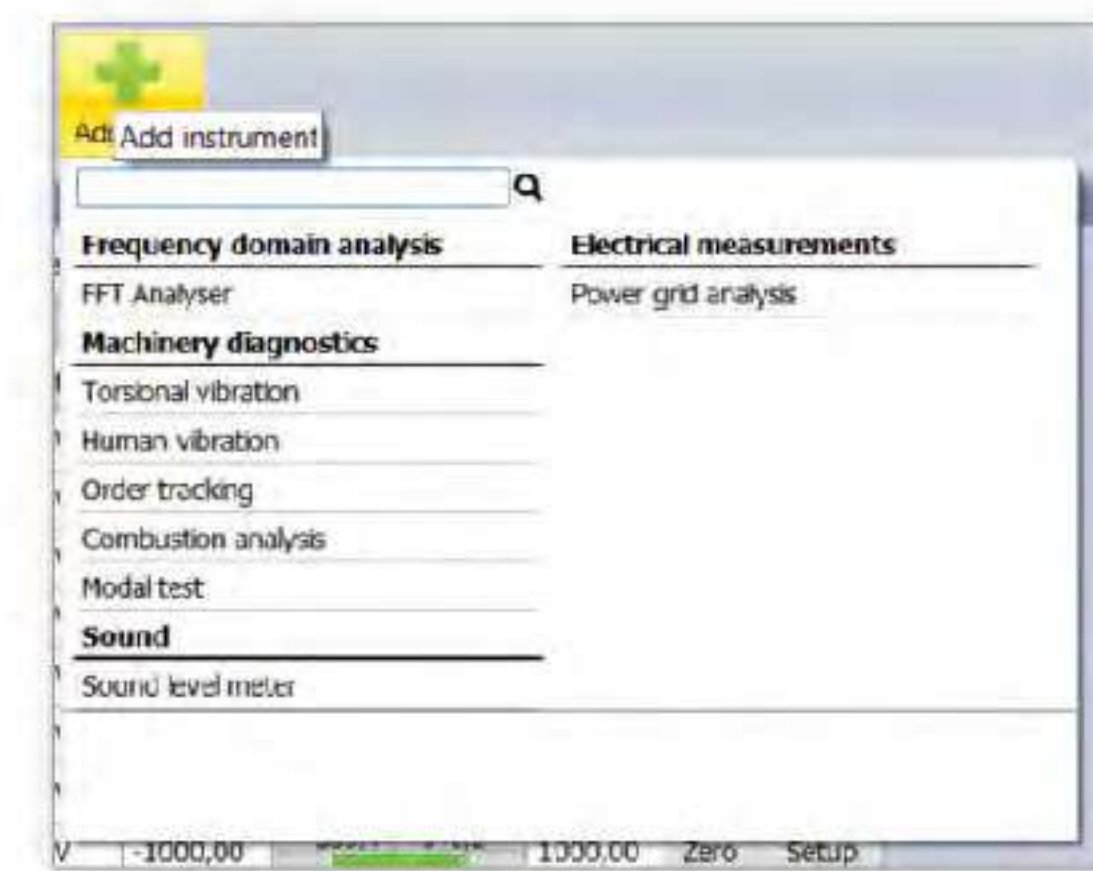 Add instrument
Frequency domain analysis
FFT Analyser
Machinery diagnostics
Torsional vibration
Human vibration
Order tracking
Combustion analysis
Modal test
Sound
Sound level meter
Electrical measurements
Power grid analysis
V -1000,00 1000,00 Zero Setup